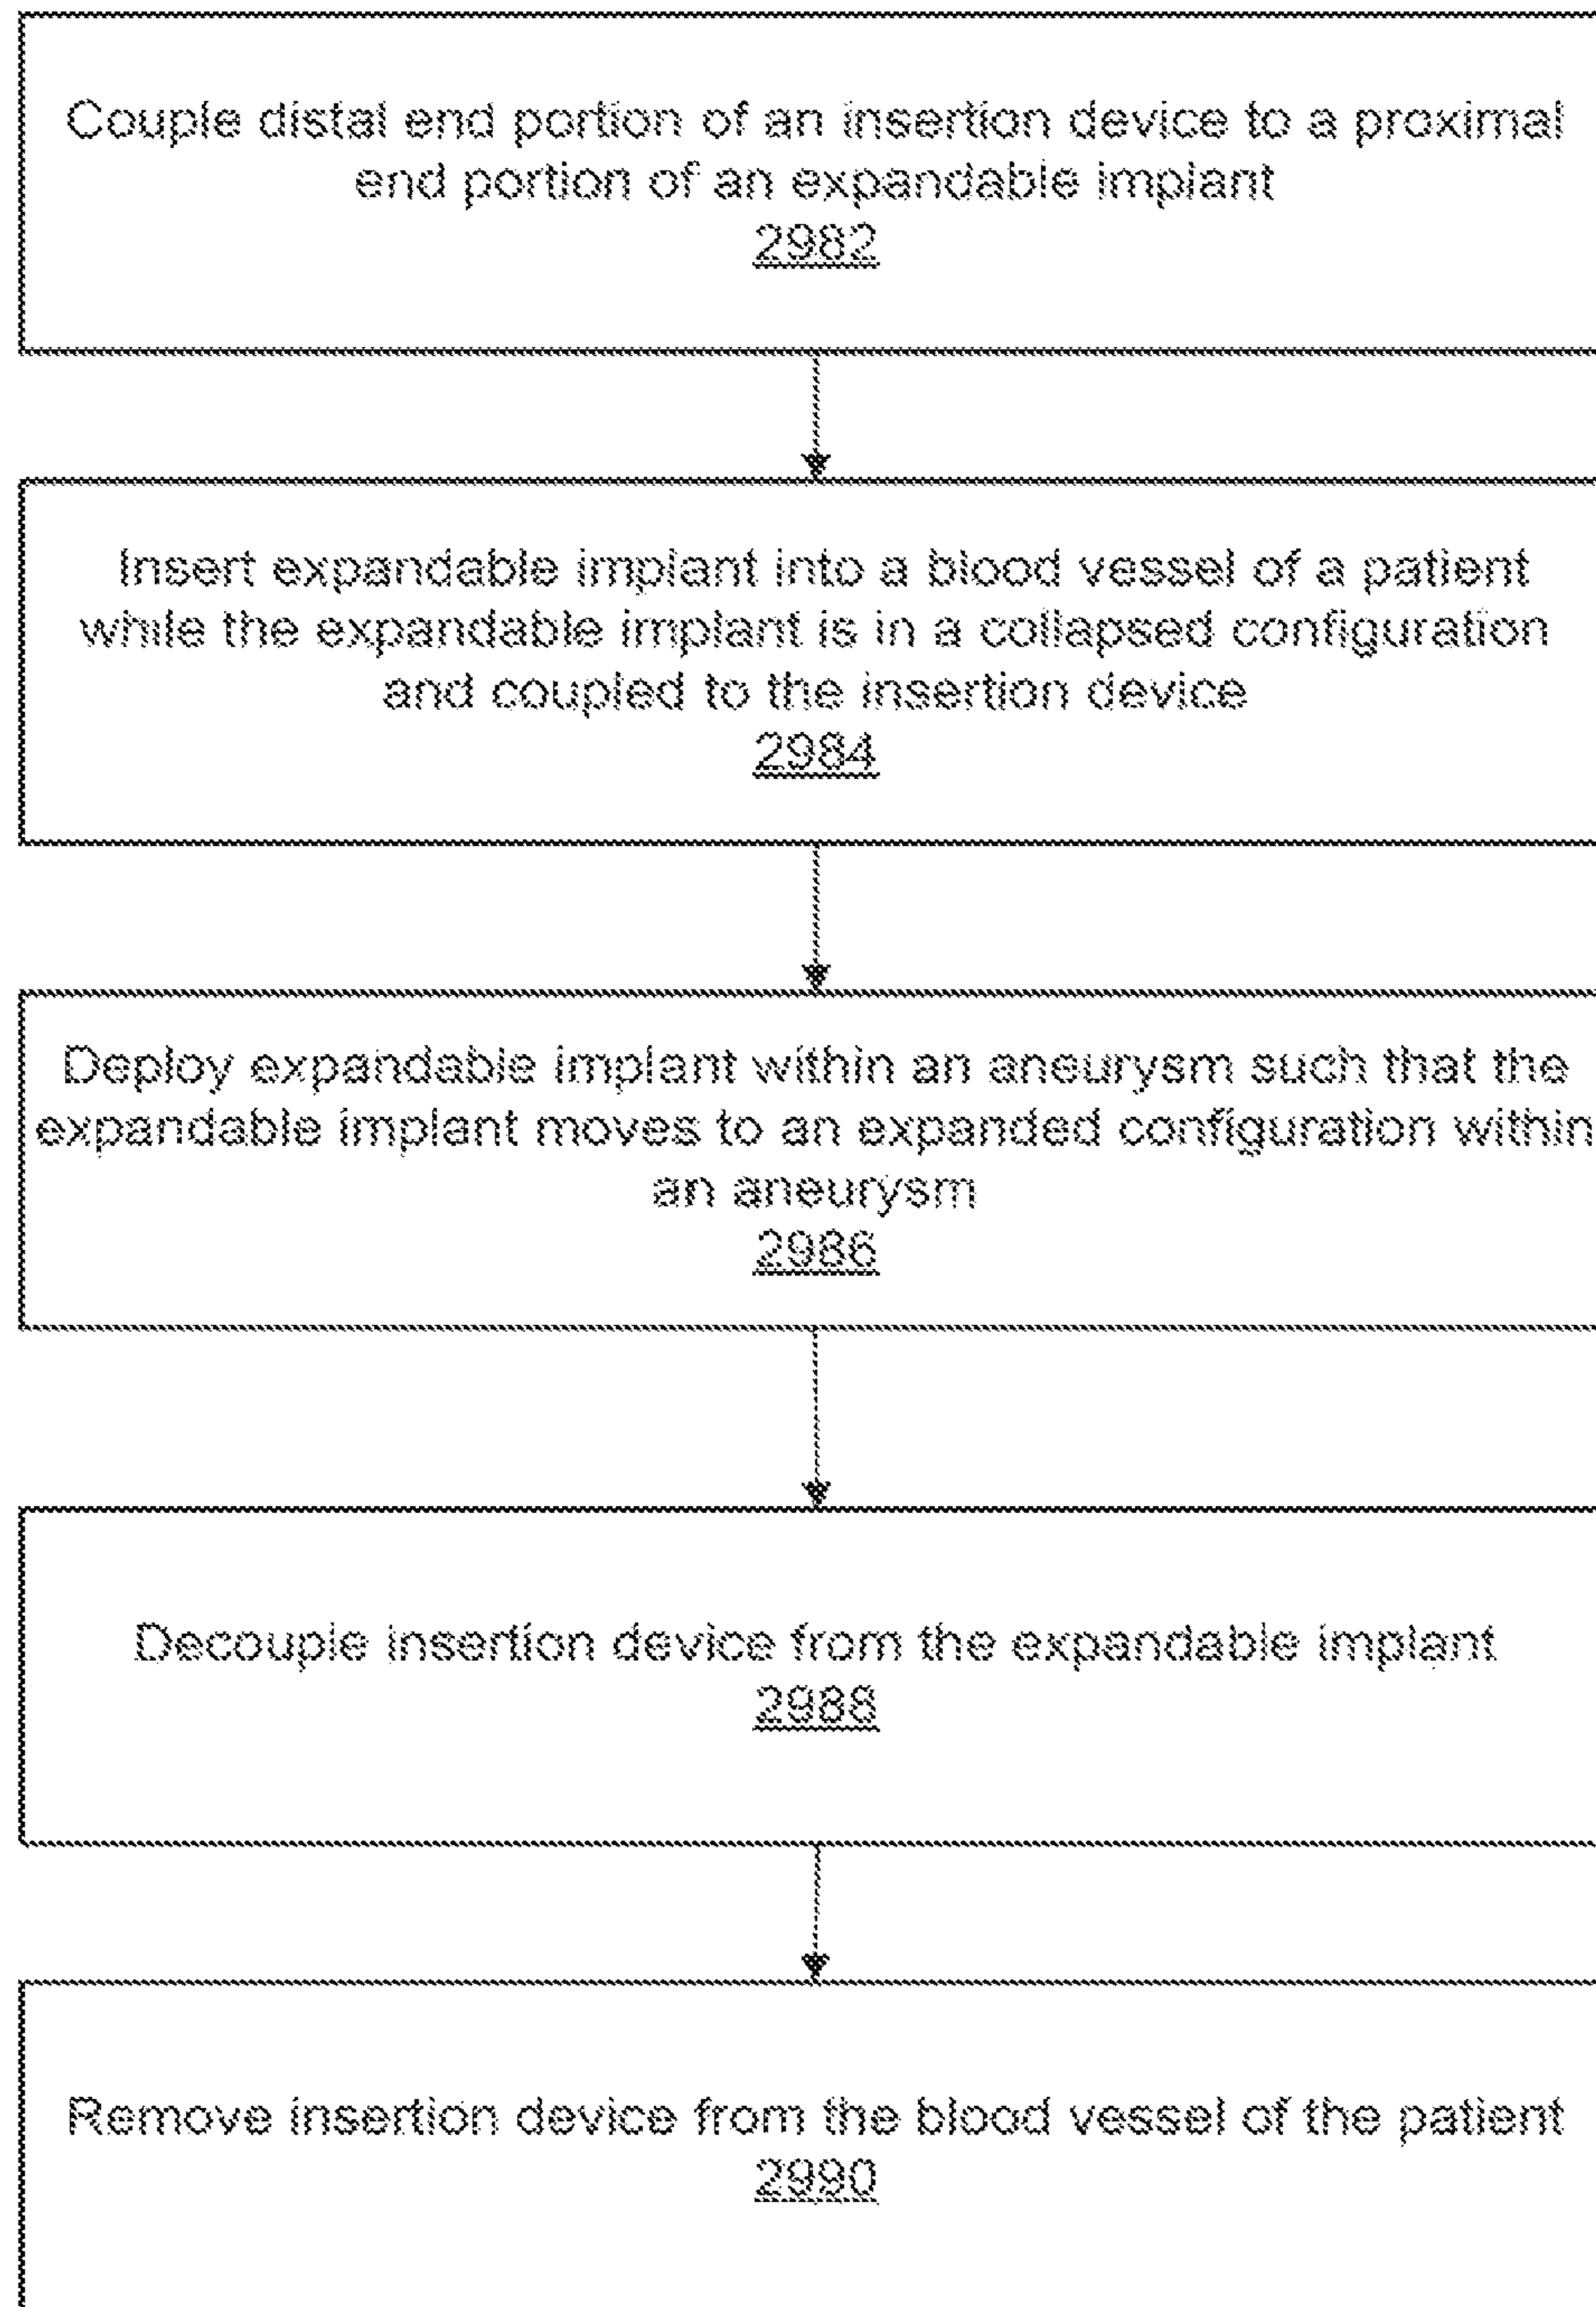 Couple distal end portion of an insertion device to a proximal
end portion of an expandable implant
2982
Insert expandable implant into a blood vessel of a patient
while the expandable implant is in a collapsed configuration
and coupled to the insertion device
2984
Deploy expandable implant within an aneurysm such that the
expandable implant moves to an expanded configuration within
an aneurysm
2986
Decouple insertion device from the expandable implant
2988
Remove insertion device from the blood vessel of the patient
2990